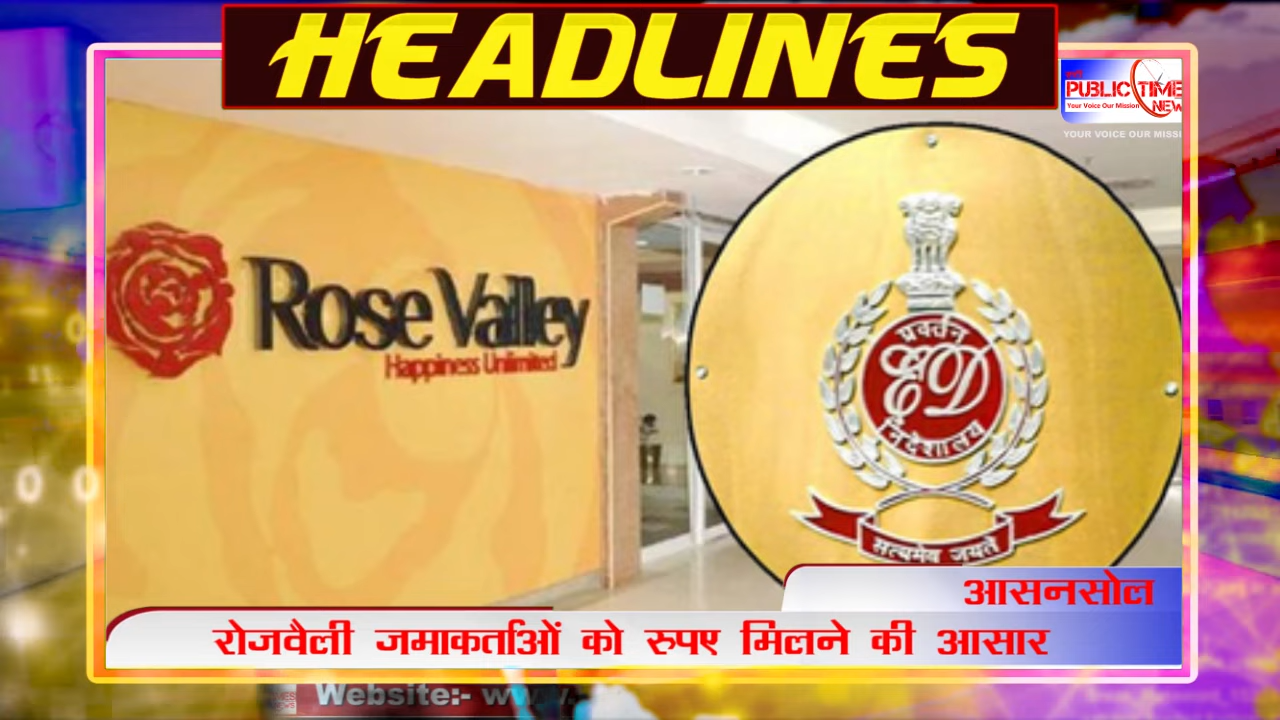 HEADLINES
PUBLIC TIME
Your Voice Our Mission
NEW
YOUR VOICE OUR MISSI
Rose Valley
Happiness Unlimited
प्रवर्तन
ED
निदेशालय
सत्यमेव जयते
आसनसोल
रोजवैली जमाकर्ताओं को रुपए मिलने की आसार
Website:- w